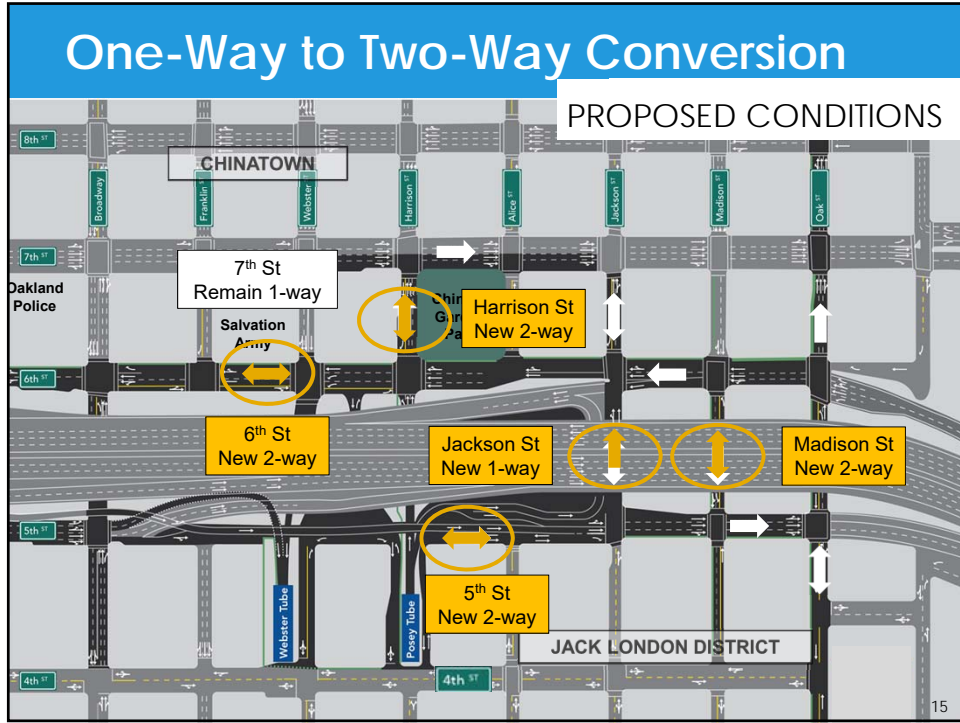 One-Way to Two-Way Conversion
PROPOSED CONDITIONS
8th ST
CHINATOWN
Broadway
Franklin ST
Webster ST
Harrison ST
Alice ST
Jackson ST
Madison ST
Oak ST
7th ST
7th St
Remain 1-way
Oakland
Police
Salvation
Army
Harrison St
New 2-way
6th ST
6th St
New 2-way
Jackson St
New 1-way
Madison St
New 2-way
5th ST
5th St
New 2-way
Webster Tube
Posey Tube
JACK LONDON DISTRICT
4th ST
4th ST
15